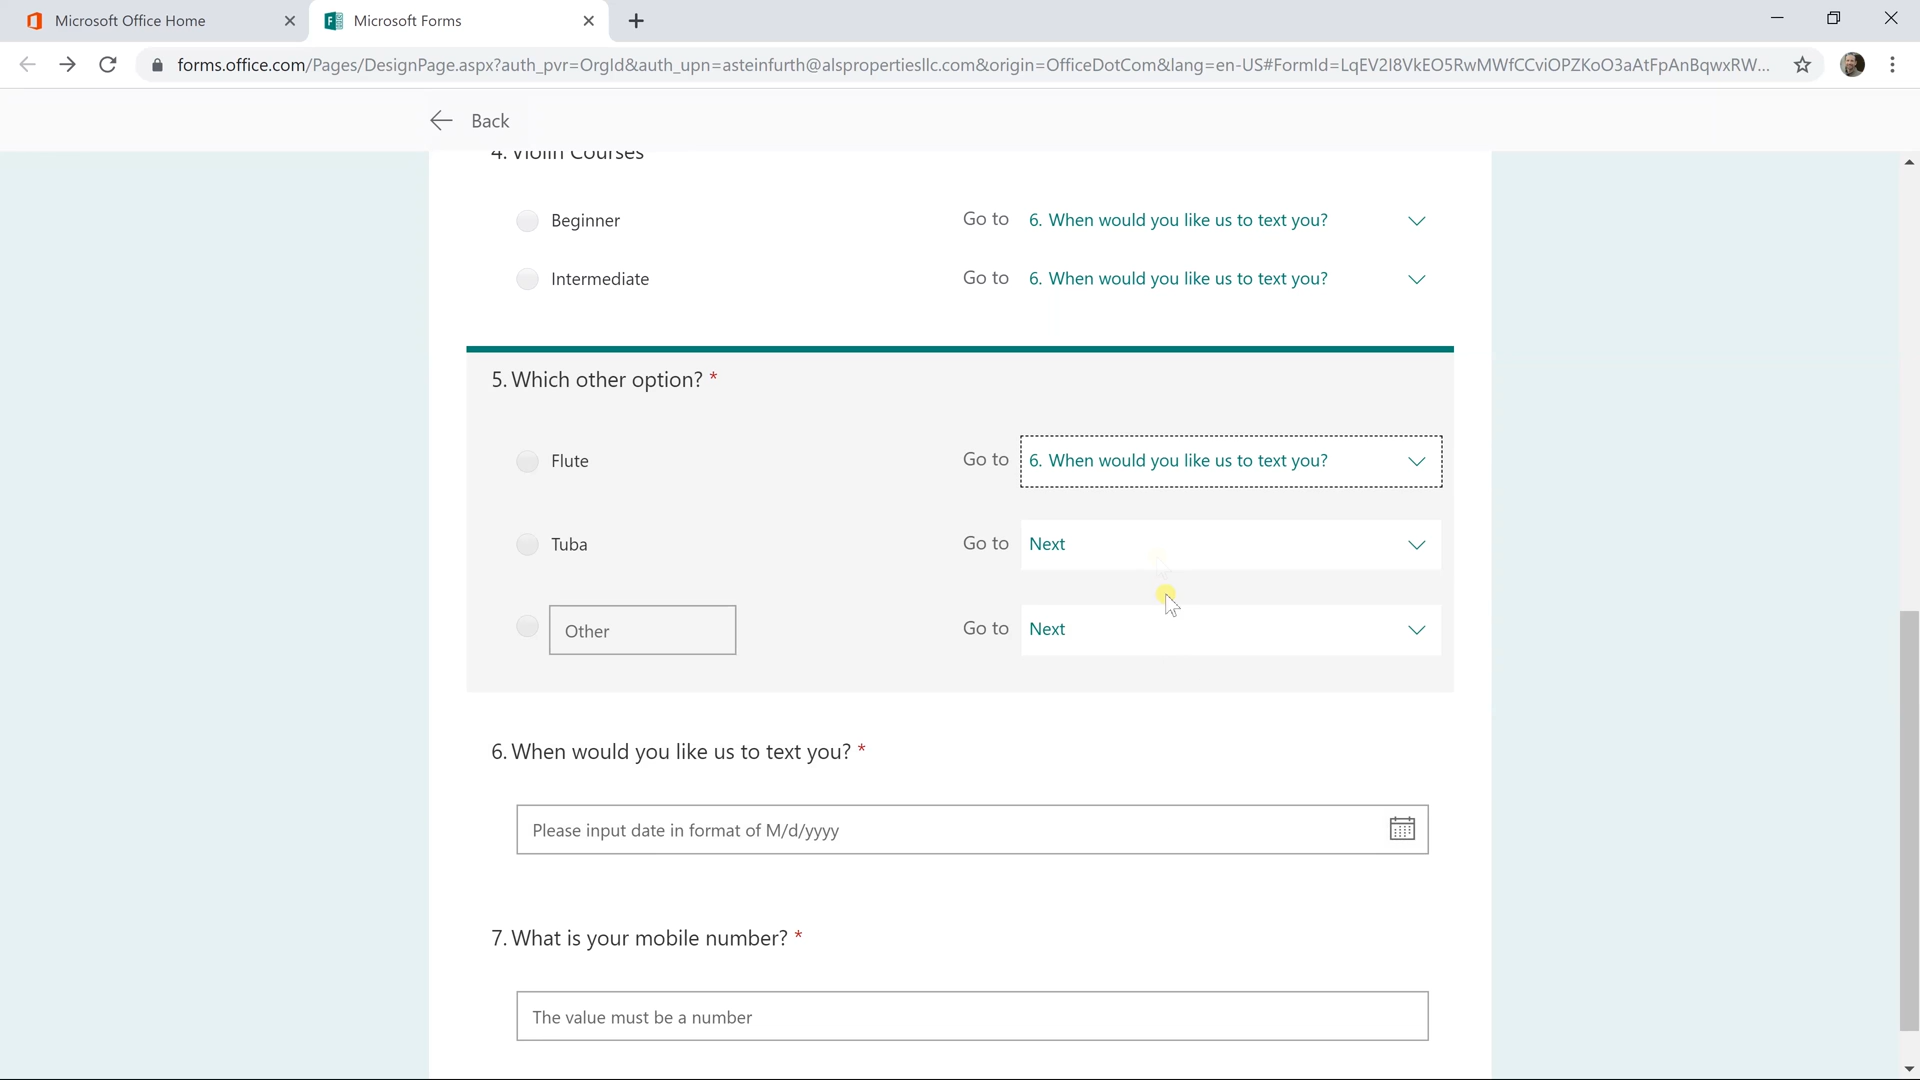 Microsoft Office Home
Microsoft Forms
forms.office.com/Pages/DesignPage.aspx?auth_pvr=OrgId&auth_upn=asteinfurth@alspropertiesllc.com&origin=OfficeDotCom&lang=en-US#FormId=LqEV2I8VkEO5RwMWfCCviOPZKoO3aAtFpAnBqwxRW...
Back
4. Violin Courses
Beginner Go to 6. When would you like us to text you?
Intermediate Go to 6. When would you like us to text you?
5. Which other option? *
Flute Go to 6. When would you like us to text you?
Tuba Go to Next
Other Go to Next
6. When would you like us to text you? *
Please input date in format of M/d/yyyy
7. What is your mobile number? *
The value must be a number